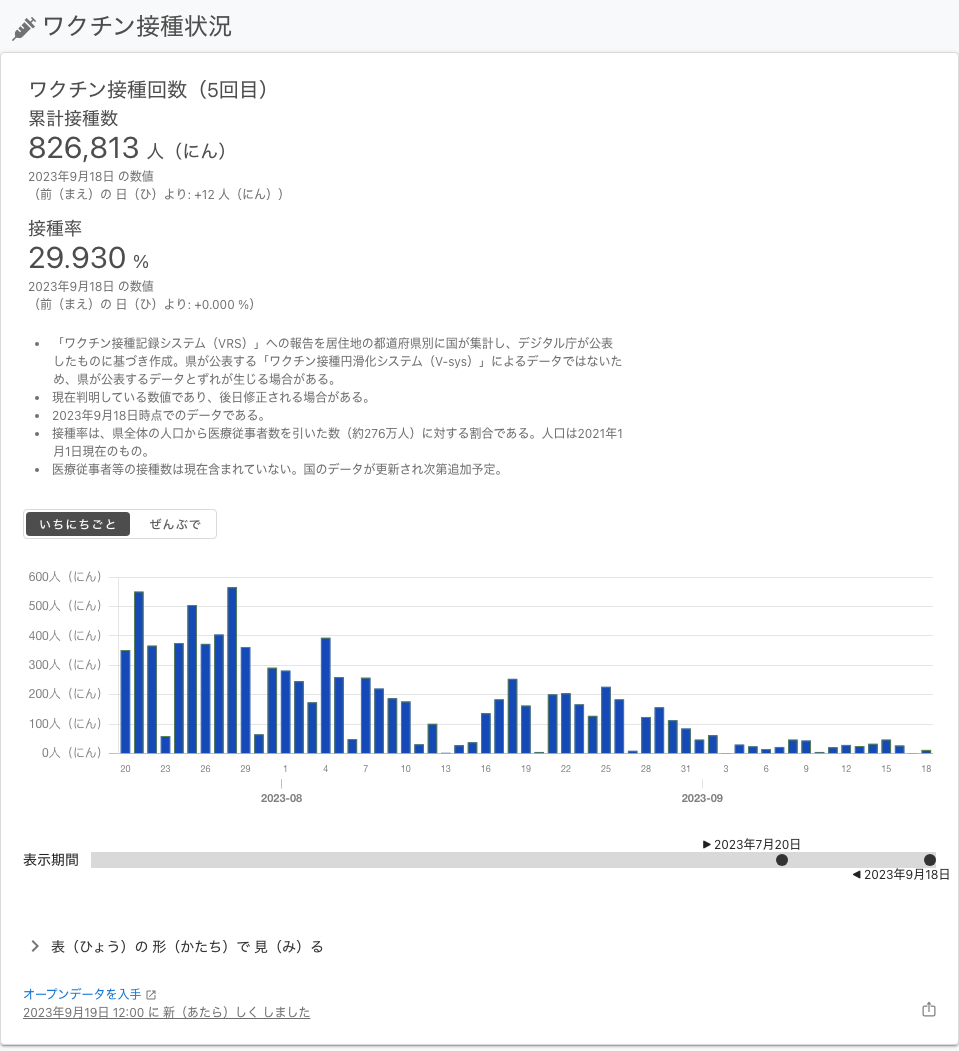 ワクチン接種状況
ワクチン接種回数（5回目）
累計接種数
826,813 人（にん）
2023年9月18日 の数値
（前（まえ）の 日（ひ）より: +12 人（にん））
接種率
29.930 %
2023年9月18日 の数値
（前（まえ）の 日（ひ）より: +0.000 %）
• 「ワクチン接種記録システム（VRS）」への報告を居住地の都道府県別に国が集計し、デジタル庁が公表
したものに基づき作成。県が公表する「ワクチン接種円滑化システム（V-sys）」によるデータではないた
め、県が公表するデータとずれが生じる場合がある。
• 現在判明している数値であり、後日修正される場合がある。
• 2023年9月18日時点でのデータである。
• 接種率は、県全体の人口から医療従事者数を引いた数（約276万人）に対する割合である。人口は2021年1
月1日現在のもの。
• 医療従事者等の接種数は現在含まれていない。国のデータが更新され次第追加予定。
いちにちごと ぜんぶで
600人（にん）
500人（にん）
400人（にん）
300人（にん）
200人（にん）
100人（にん）
0人（にん）
20 23 26 29 1 4 7 10 13 16 19 22 25 28 31 3 6 9 12 15 18
2023-08 2023-09
▶ 2023年7月20日
表示期間
◀ 2023年9月18日
表（ひょう）の 形（かたち）で 見（み）る
オープンデータを入手
2023年9月19日 12:00 に 新（あたら）しく しました